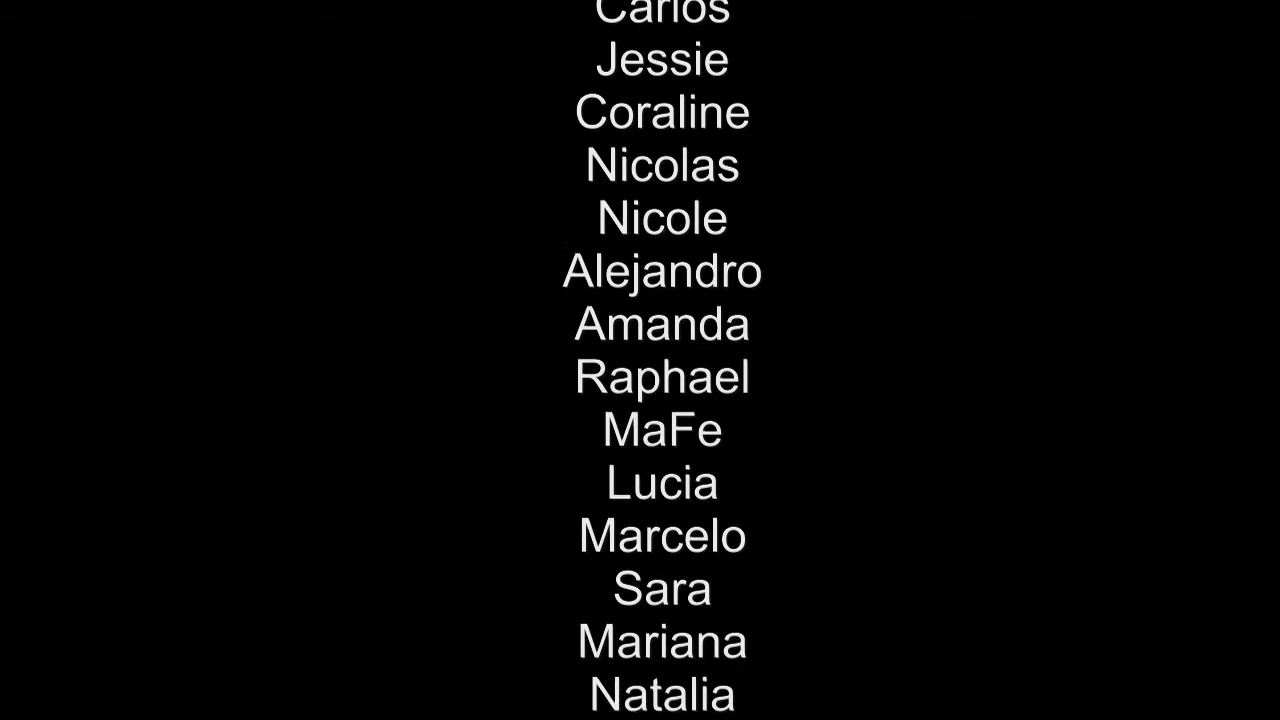 Carlos
Jessie
Coraline
Nicolas
Nicole
Alejandro
Amanda
Raphael
MaFe
Lucia
Marcelo
Sara
Mariana
Natalia